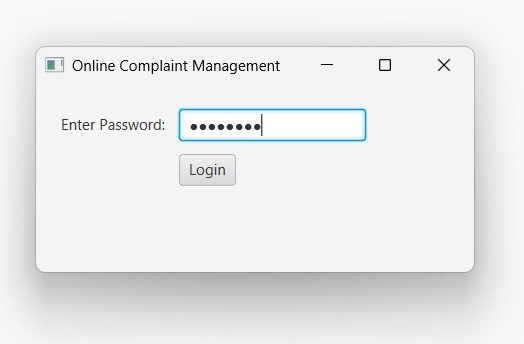 Online Complaint Management
Enter Password: ••••••••
Login